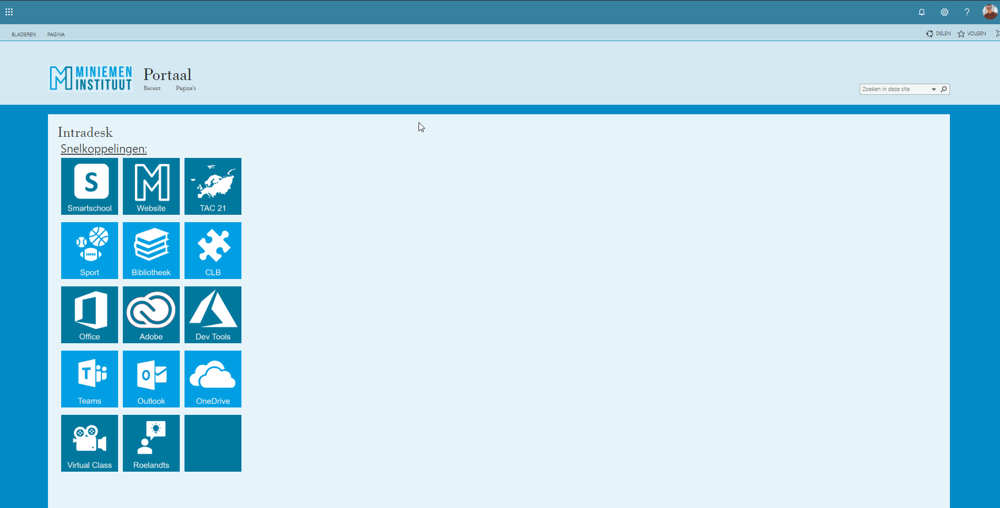 BLADEREN PAGINA DELEN VOLGEN
MINIEMEN
INSTITUUT
Portaal
Recent Pagina's
Zoeken in deze site
Intradesk
Snelkoppelingen:
S
Smartschool Website TAC 21
Sport Bibliotheek CLB
Office Adobe Dev Tools
Teams Outlook OneDrive
Virtual Class Roelandts